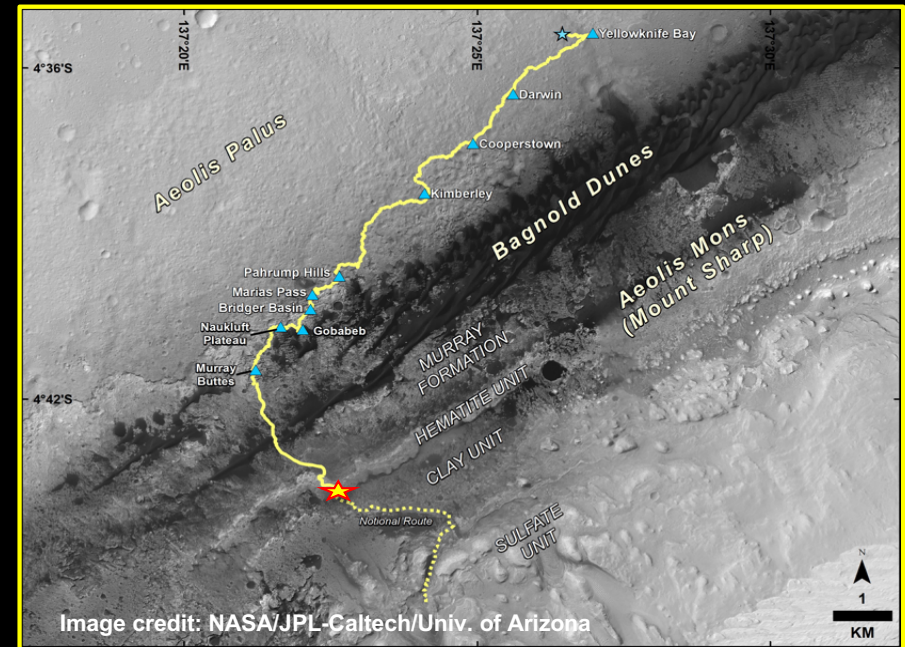 137°20'E
137°25'E
137°30'E
4°36'S
Yellowknife Bay
Darwin
Cooperstown
Aeolis Palus
Kimberley
Bagnold Dunes
Aeolis Mons
(Mount Sharp)
Pahrump Hills
Marias Pass
Bridger Basin
Naukluft
Plateau
Gobabeb
Murray
Buttes
4°42'S
MURRAY
FORMATION
HEMATITE UNIT
CLAY UNIT
SULFATE
UNIT
Notional Route
N
1
KM
Image credit: NASA/JPL-Caltech/Univ. of Arizona